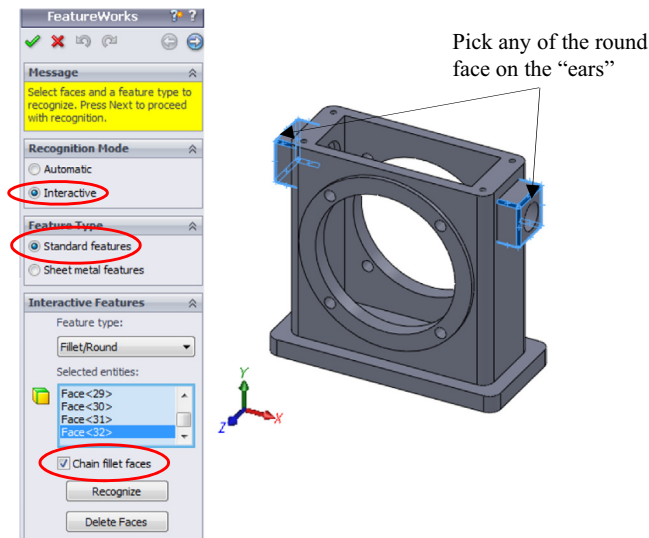 FeatureWorks
? ?
Message
Select faces and a feature type to
recognize. Press Next to proceed
with recognition.
Recognition Mode
Automatic
Interactive
Feature Type
Standard features
Sheet metal features
Interactive Features
Feature type:
Fillet/Round
Selected entities:
Face<29>
Face<30>
Face<31>
Face<32>
Chain fillet faces
Recognize
Delete Faces
Pick any of the round
face on the “ears”
Y
X
Z